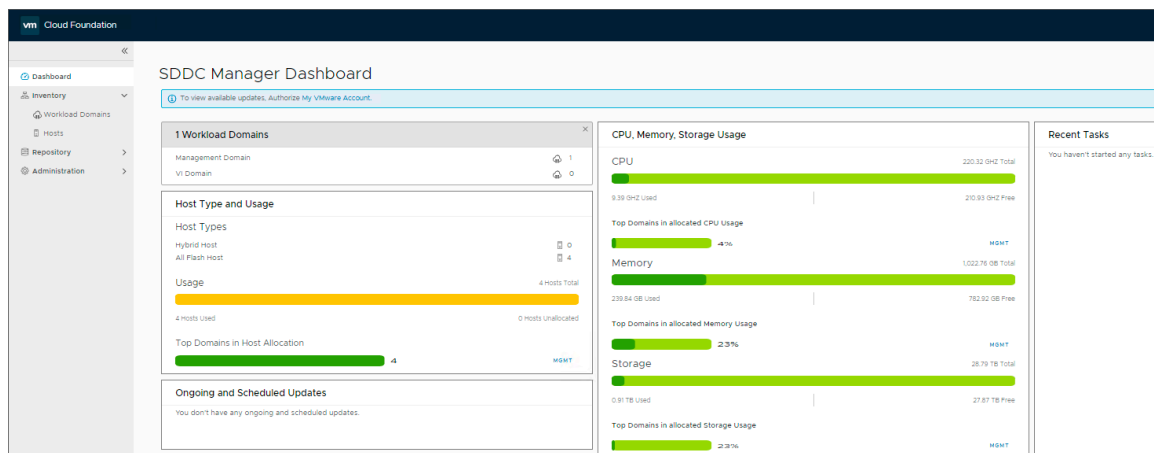 vm Cloud Foundation
Dashboard
Inventory
Workload Domains
Hosts
Repository
Administration
SDDC Manager Dashboard
To view available updates, Authorize My VMware Account.
1 Workload Domains
Management Domain 1
VI Domain 0
Host Type and Usage
Host Types
Hybrid Host 0
All Flash Host 4
Usage 4 Hosts Total
4 Hosts Used 0 Hosts Unallocated
Top Domains in Host Allocation
4 MGMT
Ongoing and Scheduled Updates
You don't have any ongoing and scheduled updates.
CPU, Memory, Storage Usage
CPU 220.32 GHZ Total
9.39 GHZ Used 210.93 GHZ Free
Top Domains in allocated CPU Usage
4% MGMT
Memory 1,022.76 GB Total
239.84 GB Used 782.92 GB Free
Top Domains in allocated Memory Usage
23% MGMT
Storage 28.79 TB Total
0.91 TB Used 27.87 TB Free
Top Domains in allocated Storage Usage
23% MGMT
Recent Tasks
You haven't started any tasks.